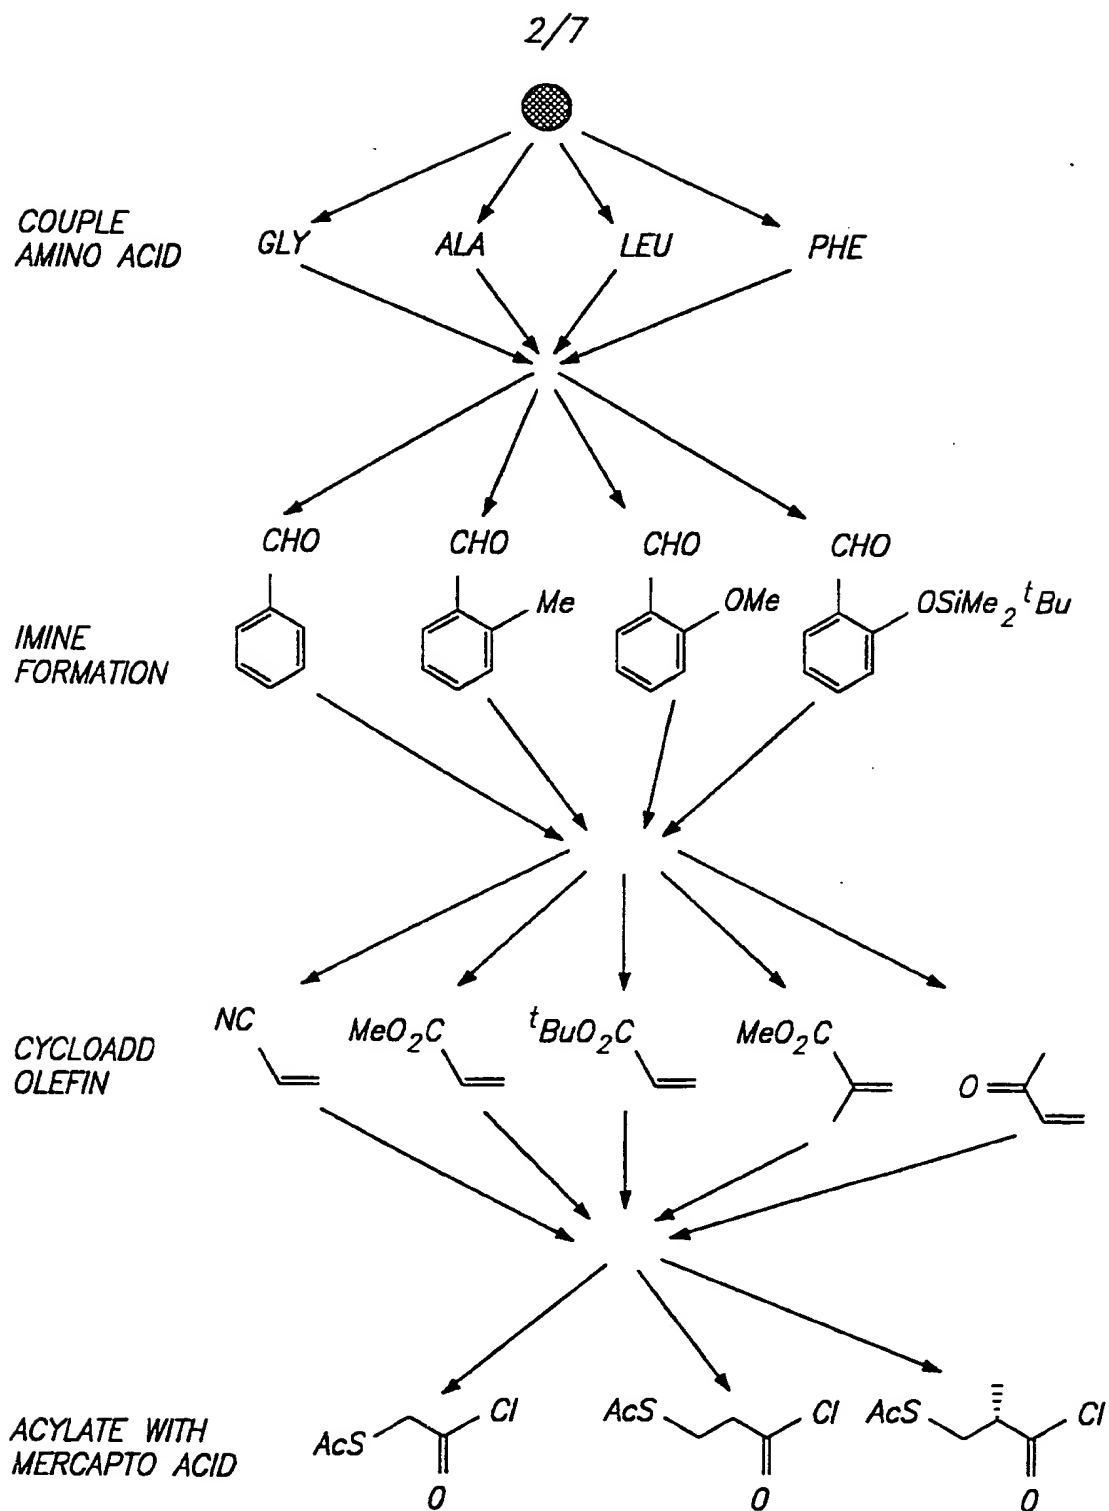 2/7
COUPLE
AMINO ACID
GLY ALA LEU PHE
CHO CHO CHO CHO
Me OMe OSiMe2tBu
IMINE
FORMATION
NC MeO2C tBuO2C MeO2C
CYCLOADD
OLEFIN
O
ACYLATE WITH
MERCAPTO ACID
AcS Cl AcS Cl AcS Cl
O O O